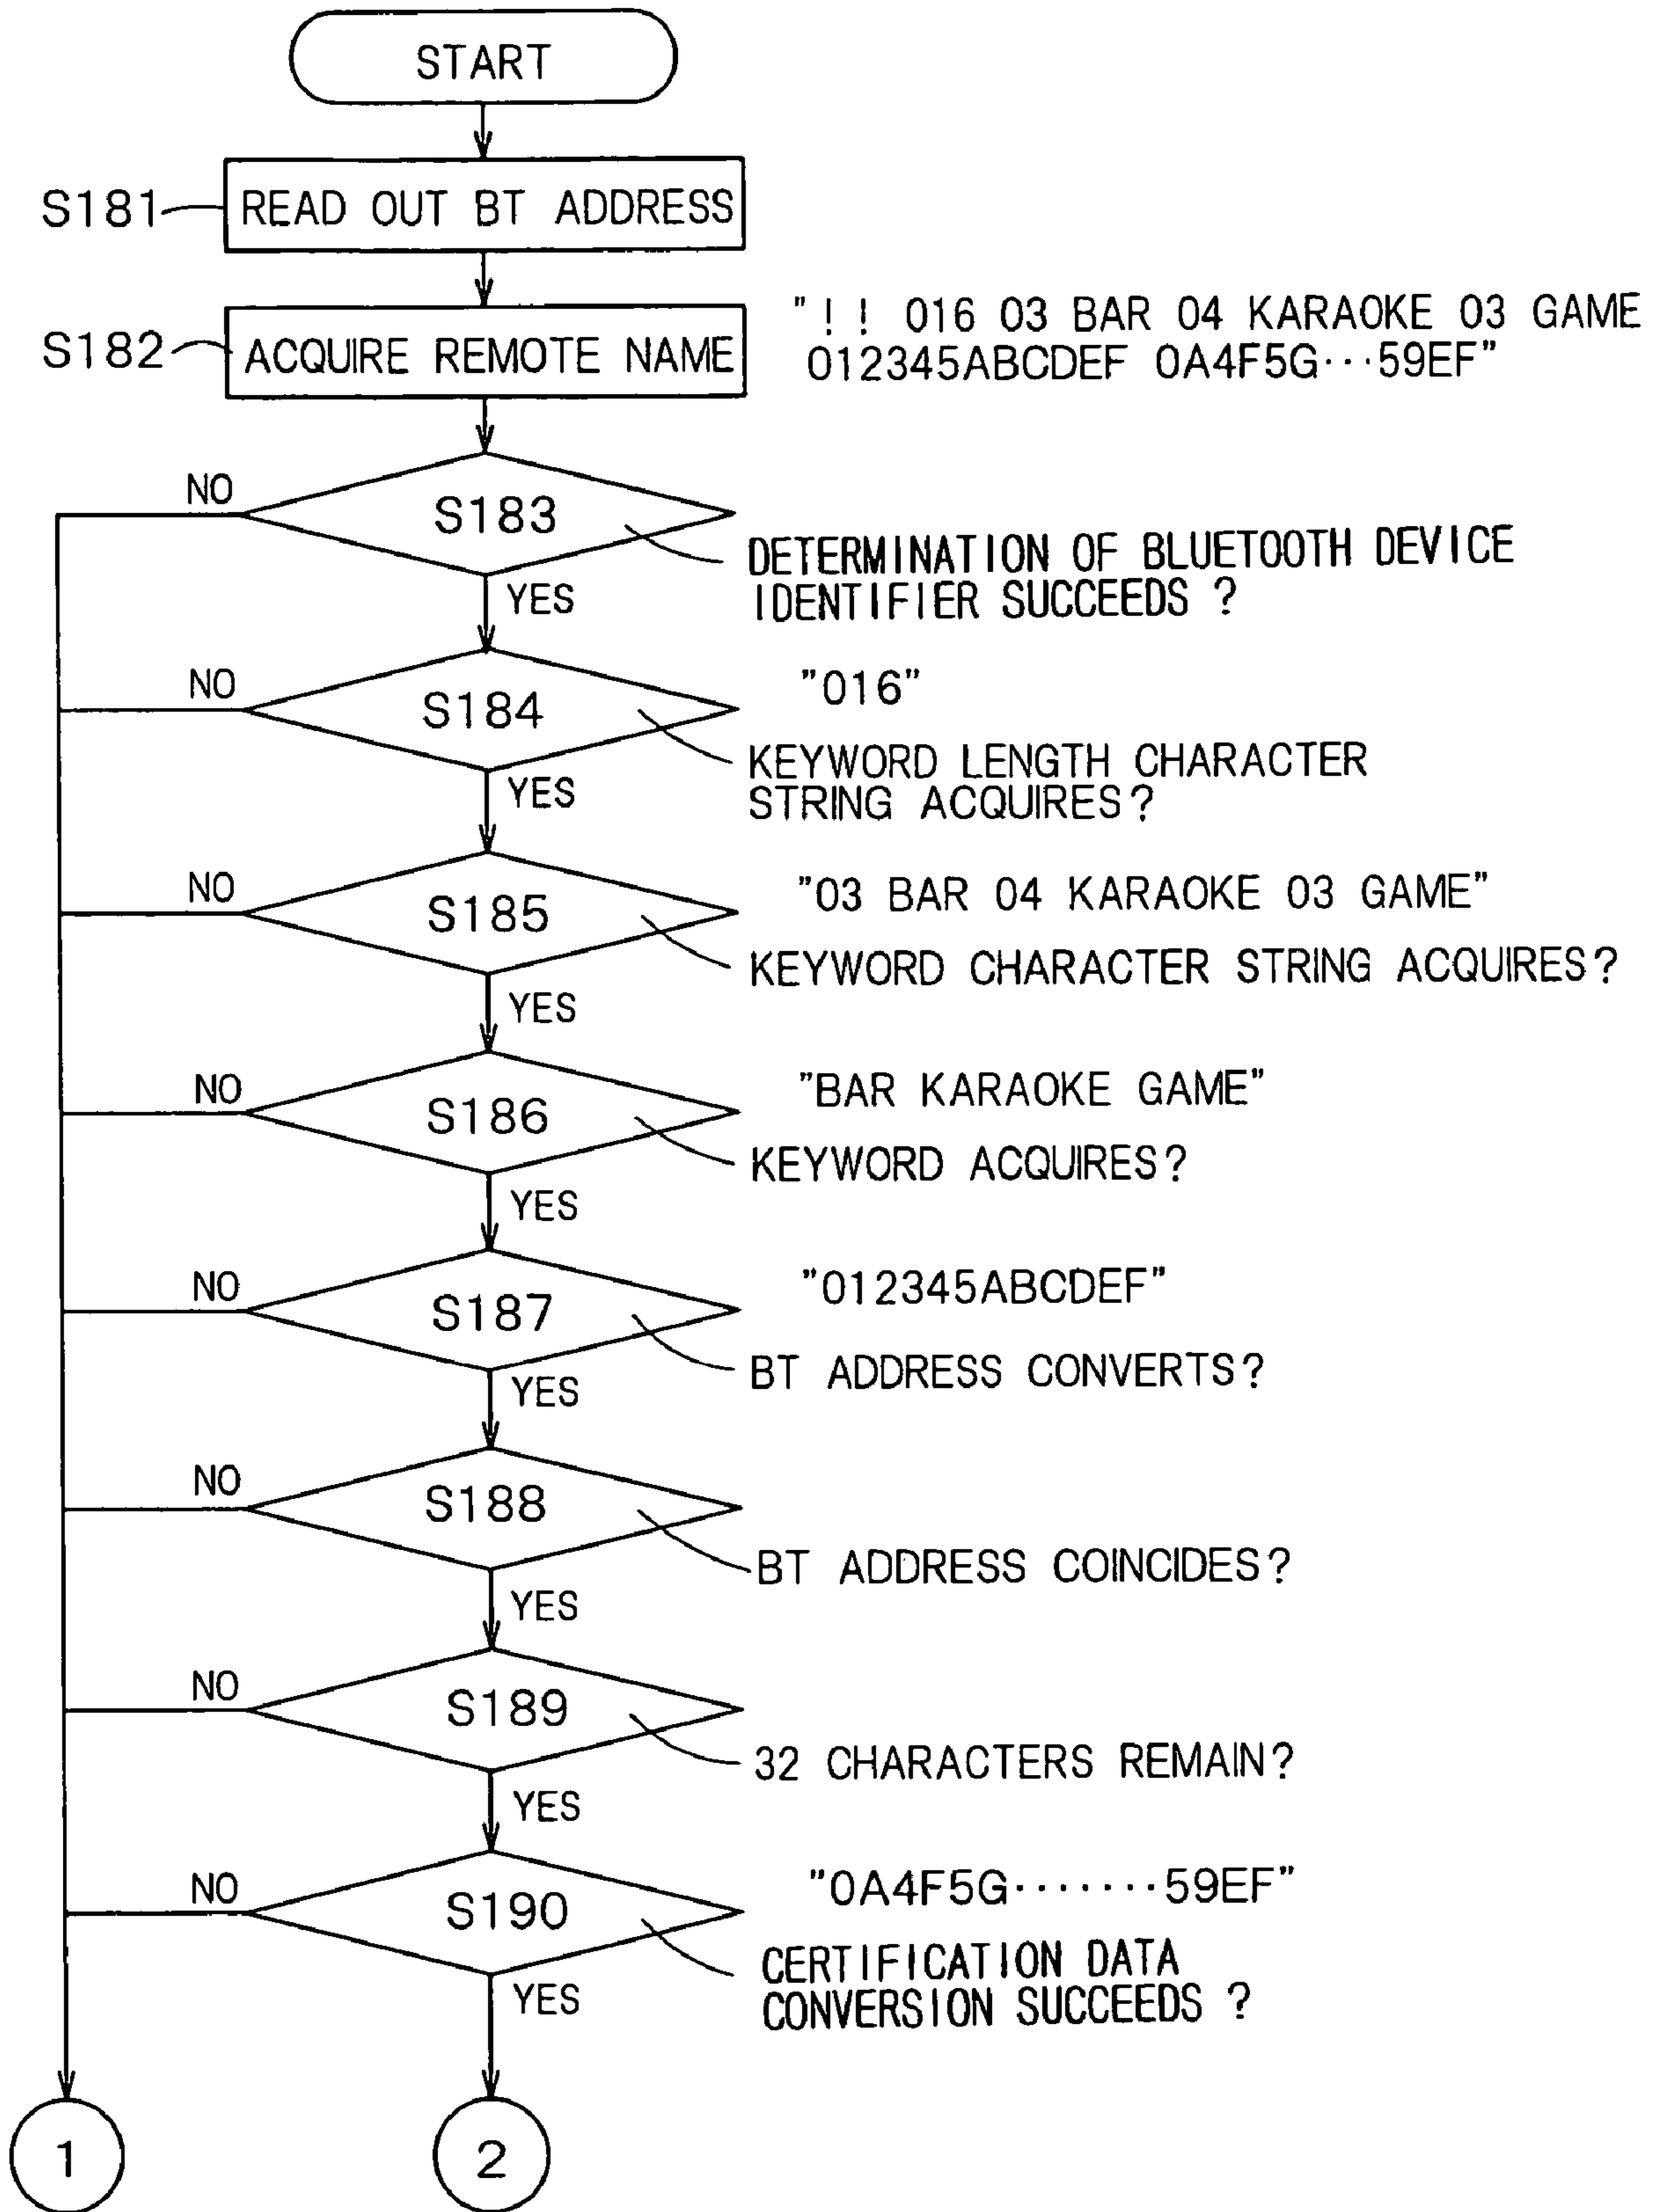 START
S181
READ OUT BT ADDRESS
S182
ACQUIRE REMOTE NAME
"!! 016 03 BAR 04 KARAOKE 03 GAME
012345ABCDEF 0A4F5G···59EF"
NO
S183
DETERMINATION OF BLUETOOTH DEVICE
IDENTIFIER SUCCEEDS ?
YES
NO
S184
"016"
KEYWORD LENGTH CHARACTER
STRING ACQUIRES?
YES
NO
S185
"03 BAR 04 KARAOKE 03 GAME"
KEYWORD CHARACTER STRING ACQUIRES?
YES
NO
S186
"BAR KARAOKE GAME"
KEYWORD ACQUIRES?
YES
NO
S187
"012345ABCDEF"
BT ADDRESS CONVERTS?
YES
NO
S188
BT ADDRESS COINCIDES?
YES
NO
S189
32 CHARACTERS REMAIN?
YES
NO
S190
"0A4F5G·······59EF"
CERTIFICATION DATA
CONVERSION SUCCEEDS ?
YES
1
2